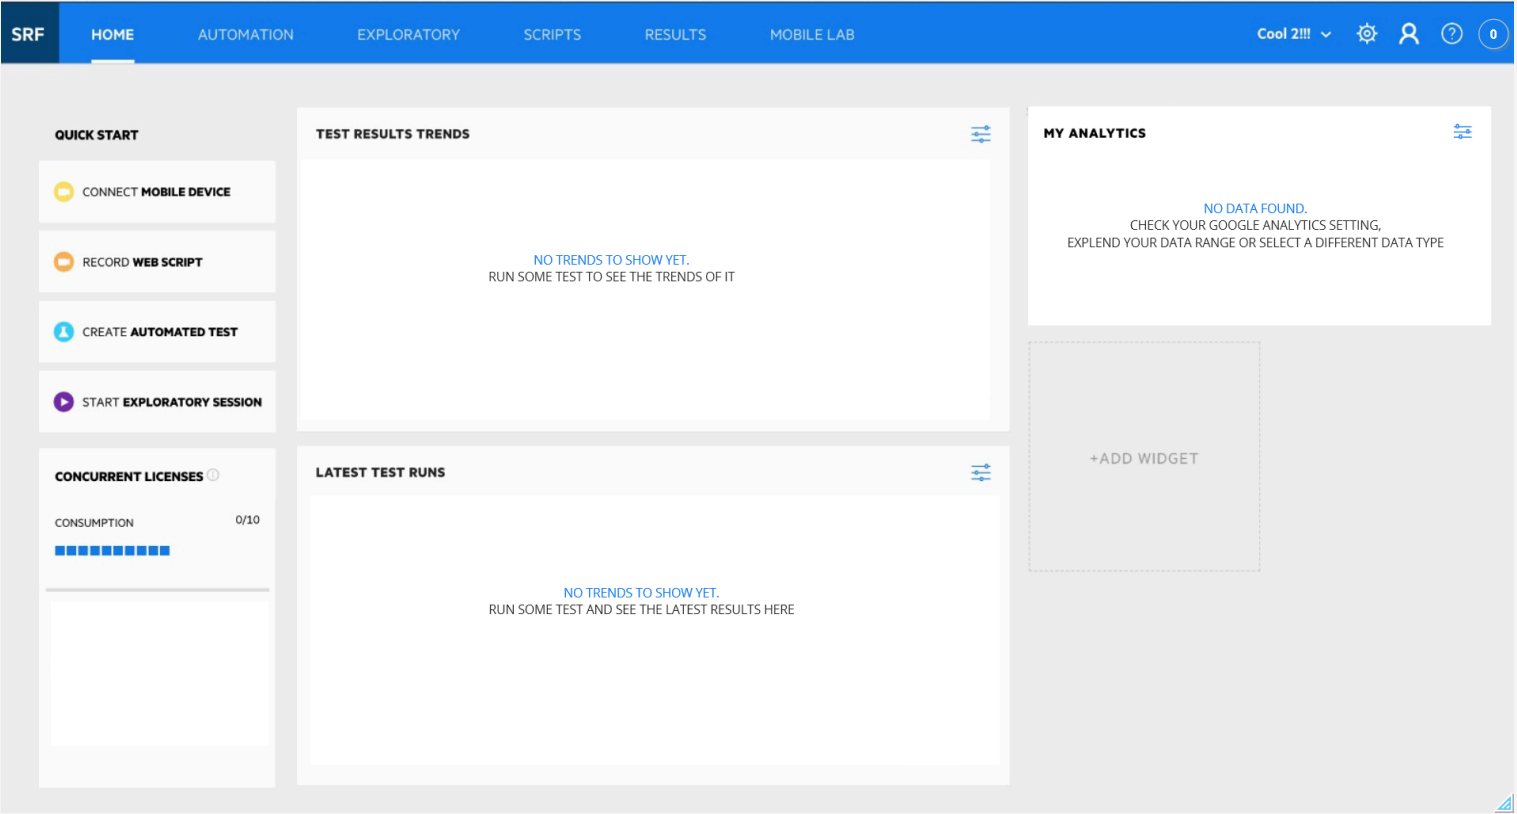 SRF
HOME
AUTOMATION
EXPLORATORY
SCRIPTS
RESULTS
MOBILE LAB
Cool 2!!!
?
0
QUICK START
CONNECT MOBILE DEVICE
RECORD WEB SCRIPT
CREATE AUTOMATED TEST
START EXPLORATORY SESSION
CONCURRENT LICENSES
CONSUMPTION
0/10
TEST RESULTS TRENDS
NO TRENDS TO SHOW YET.
RUN SOME TEST TO SEE THE TRENDS OF IT
LATEST TEST RUNS
NO TRENDS TO SHOW YET.
RUN SOME TEST AND SEE THE LATEST RESULTS HERE
MY ANALYTICS
NO DATA FOUND.
CHECK YOUR GOOGLE ANALYTICS SETTING,
EXPLEND YOUR DATA RANGE OR SELECT A DIFFERENT DATA TYPE
+ADD WIDGET